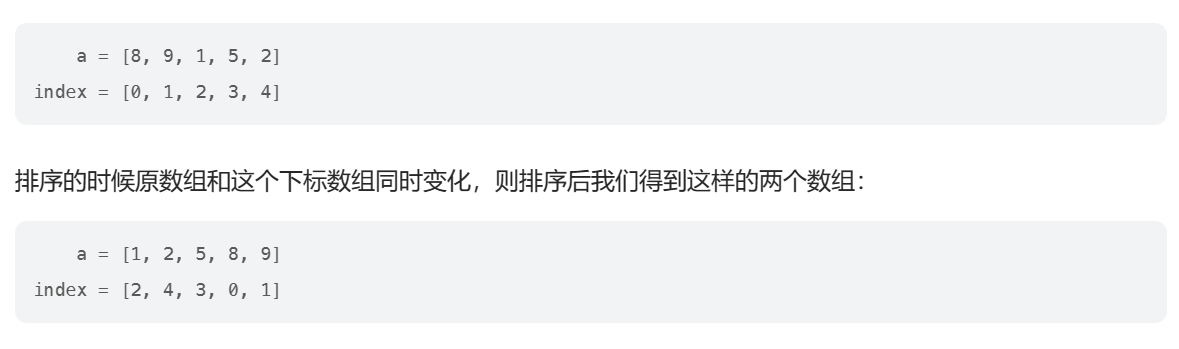 a = [8, 9, 1, 5, 2]
index = [0, 1, 2, 3, 4]
排序的时候原数组和这个下标数组同时变化，则排序后我们得到这样的两个数组：
a = [1, 2, 5, 8, 9]
index = [2, 4, 3, 0, 1]